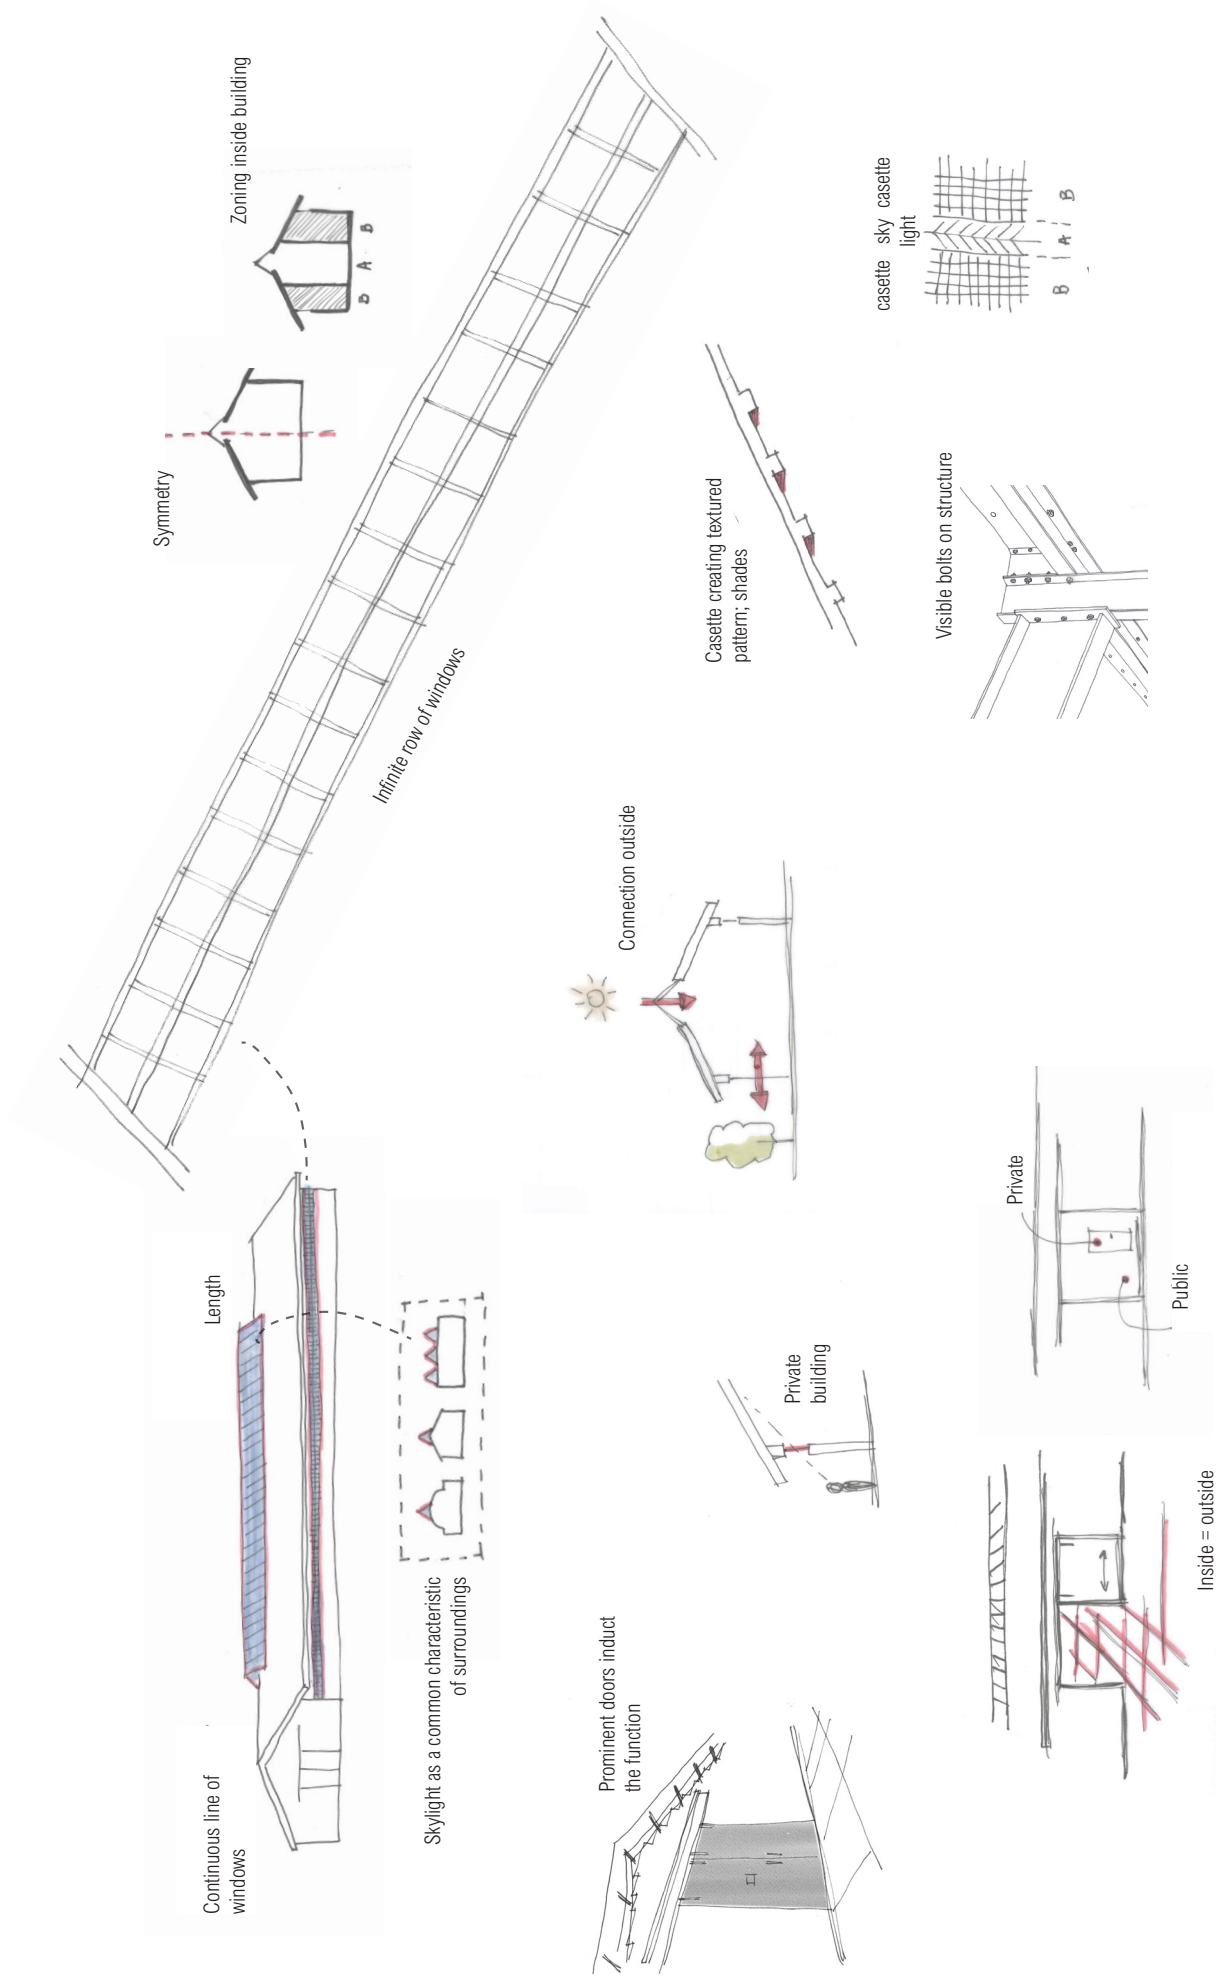 Continuous line of
windows
Length
Symmetry
Zoning inside building
B A B
Infinite row of windows
Skylight as a common characteristic
of surroundings
Connection outside
Casette creating textured
pattern; shades
casette sky casette
light
B A B
Prominent doors induct
the function
Private
building
Visible bolts on structure
Private
Public
Inside = outside